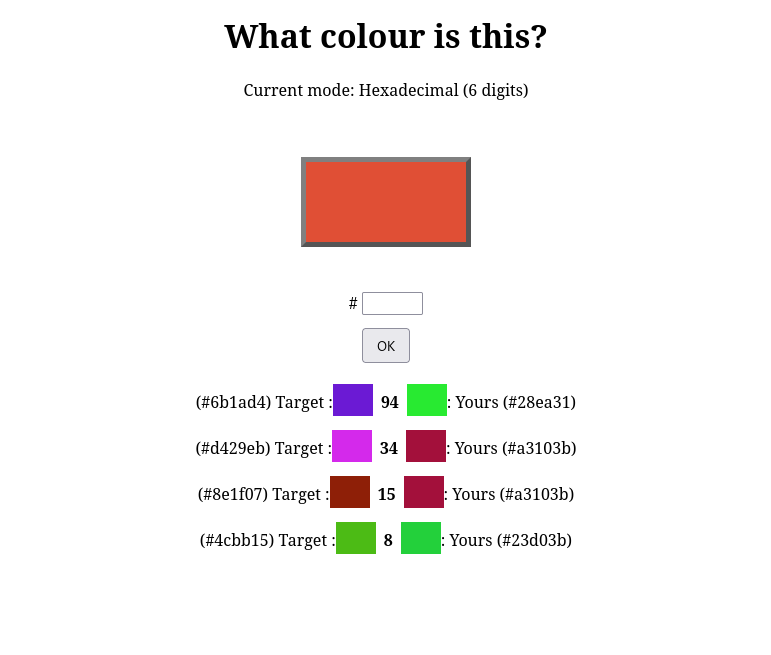 What colour is this?
Current mode: Hexadecimal (6 digits)
#
OK
(#6b1ad4) Target : 94 : Yours (#28ea31)
(#d429eb) Target : 34 : Yours (#a3103b)
(#8e1f07) Target : 15 : Yours (#a3103b)
(#4cbb15) Target : 8 : Yours (#23d03b)